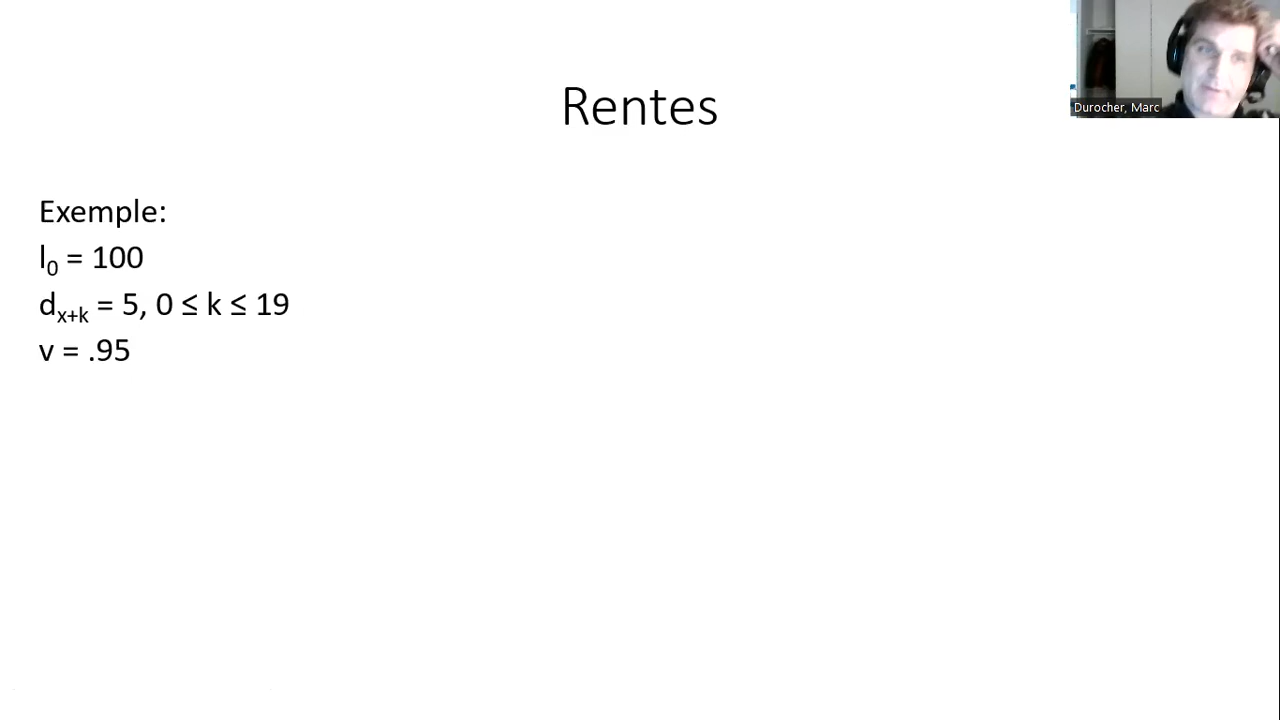 Rentes
Durocher, Marc
Exemple:
l₀ = 100
dₓ₊ₖ = 5, 0 ≤ k ≤ 19
v = .95